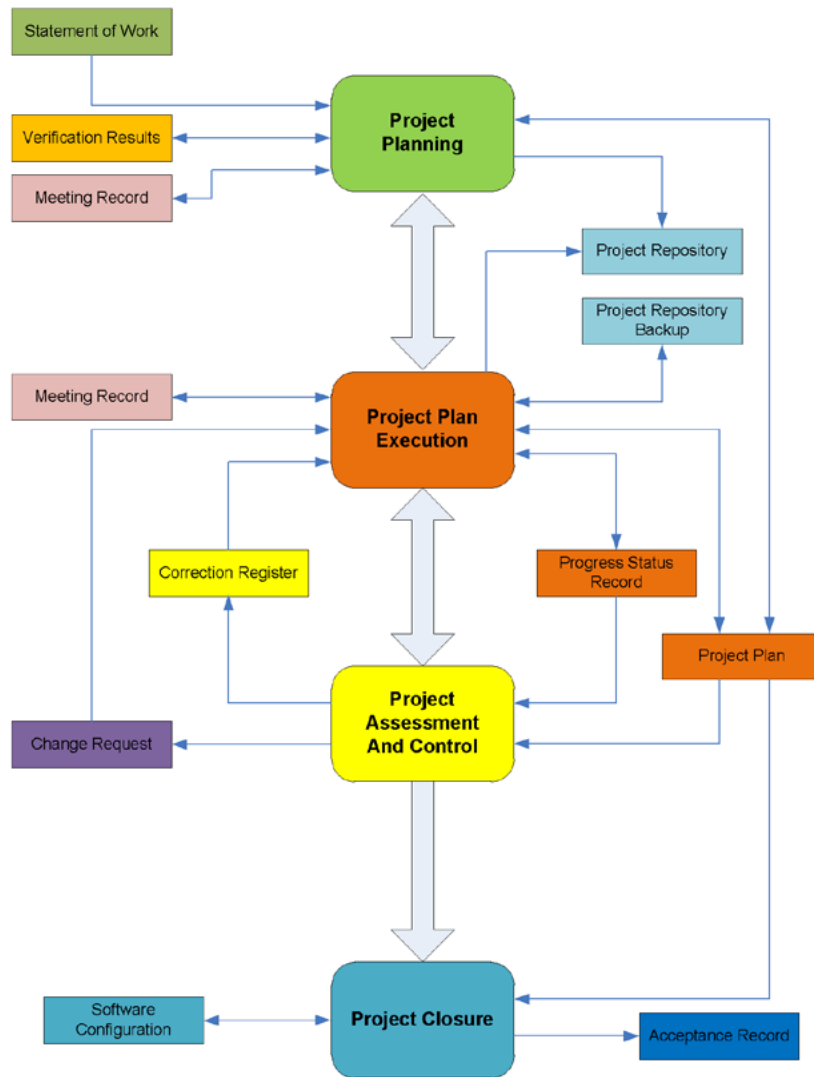 Statement of Work
Project
Planning
Verification Results
Meeting Record
Project Repository
Project Repository
Backup
Meeting Record
Project Plan
Execution
Correction Register
Progress Status
Record
Project Plan
Project
Assessment
And Control
Change Request
Software
Configuration
Project Closure
Acceptance Record